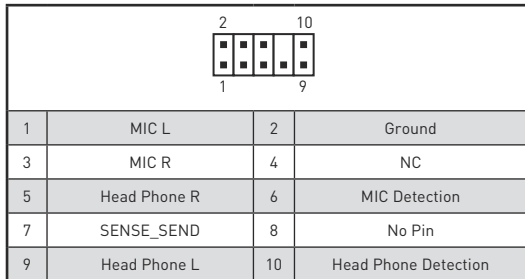 2 10
1 9
1 MIC L 2 Ground
3 MIC R 4 NC
5 Head Phone R 6 MIC Detection
7 SENSE_SEND 8 No Pin
9 Head Phone L 10 Head Phone Detection